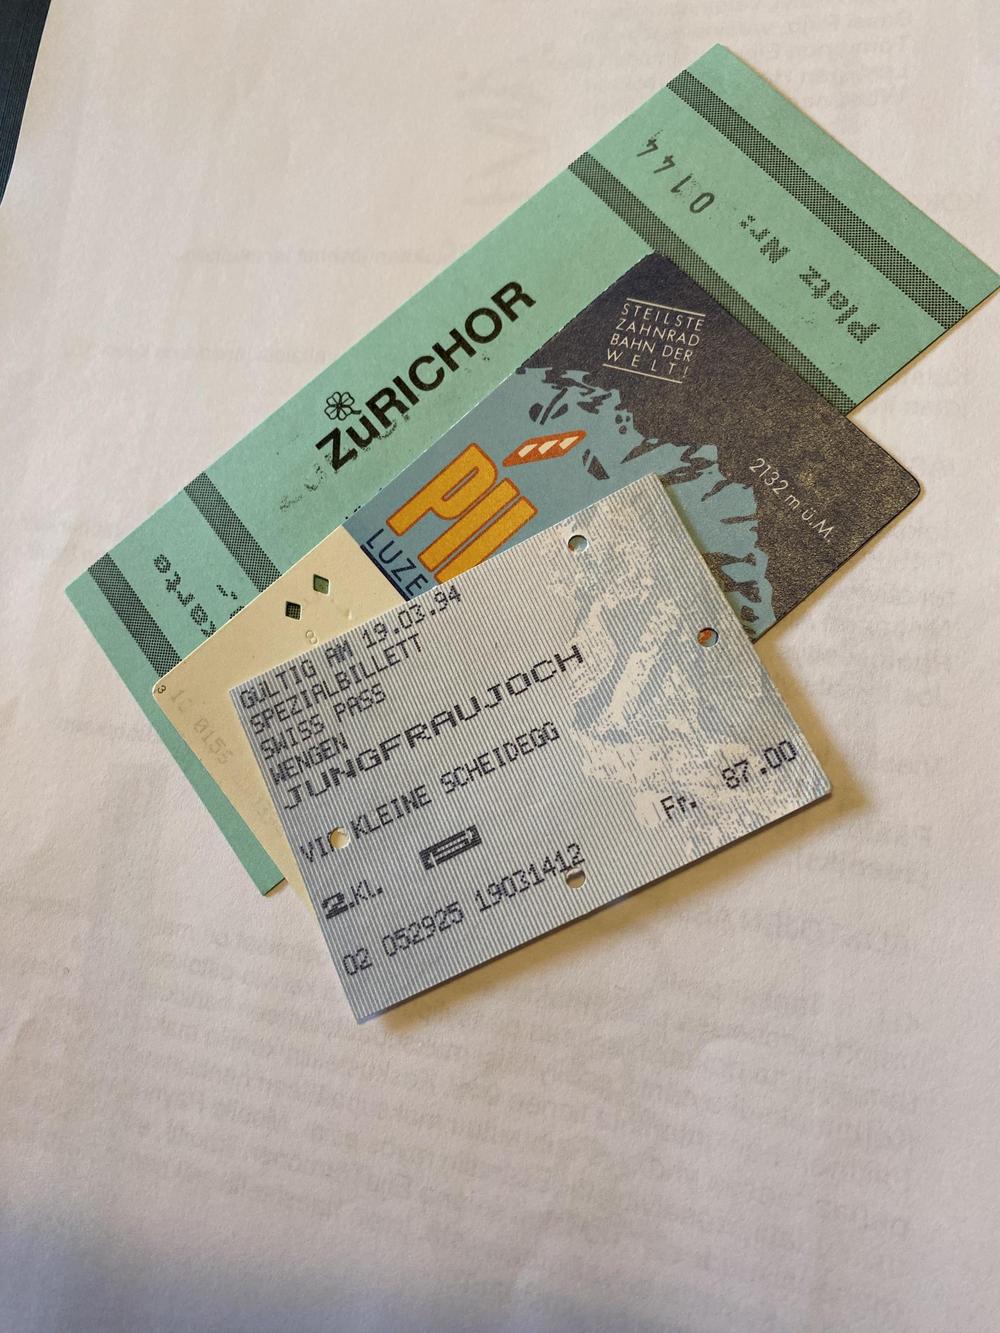 Platz Nr: 0144
ZüRICHOR
STEILSTE
ZAHNRAD
BAHN DER
WELT!
2132 m.ü.M.
PIL
LUZE
GÜLTIG AM 19.03.94
SPEZIALBILLETT
SWISS PASS
WENGEN
JUNGFRAUJOCH
VIA KLEINE SCHEIDEGG
Fr. 87.00
2.Kl.
02 052925 19031412